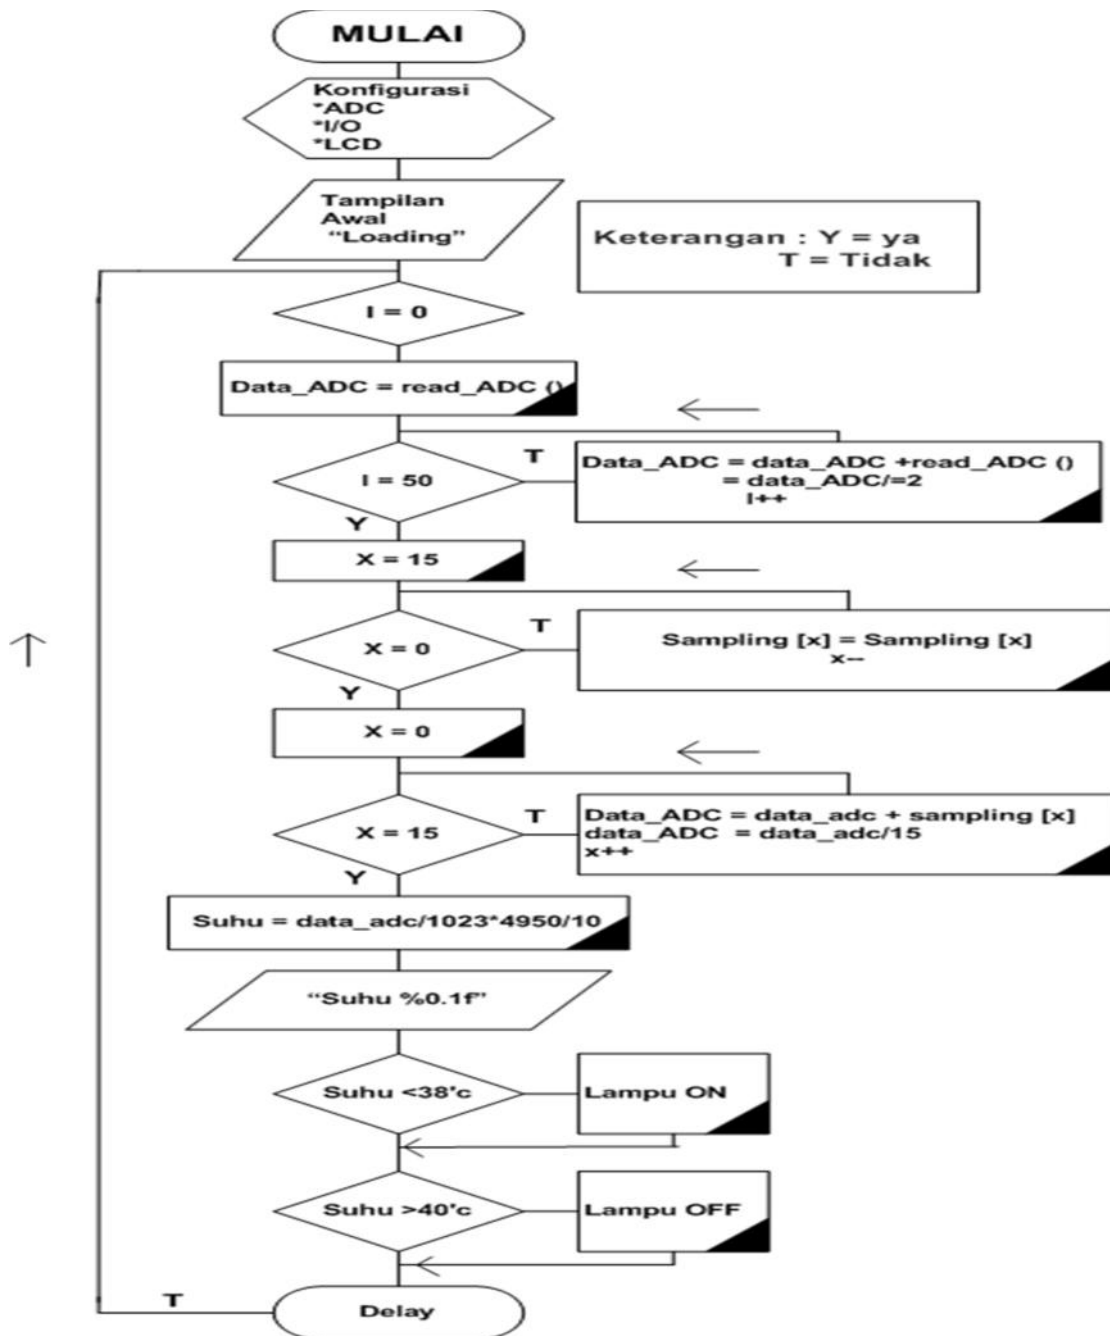 MULAI
Konfigurasi
*ADC
*I/O
*LCD
Tampilan
Awal
“Loading”
Keterangan : Y = ya
T = Tidak
I = 0
Data_ADC = read_ADC ()
I = 50
T
Data_ADC = data_ADC +read_ADC ()
= data_ADC/=2
I++
Y
X = 15
X = 0
T
Sampling [x] = Sampling [x]
x--
Y
X = 0
X = 15
T
Data_ADC = data_adc + sampling [x]
data_ADC = data_adc/15
x++
Y
Suhu = data_adc/1023*4950/10
“Suhu %0.1f”
Suhu <38'c
Lampu ON
Suhu >40'c
Lampu OFF
T
Delay